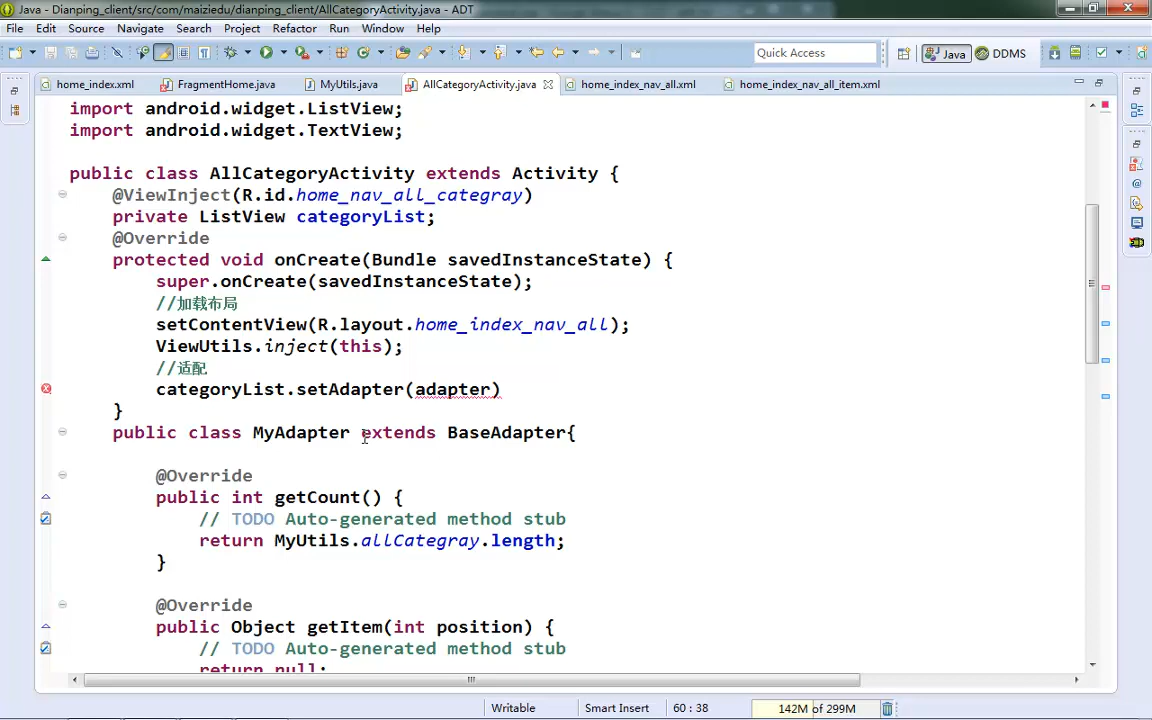 Java - Dianping_client/src/com/maiziedu/dianping_client/AllCategoryActivity.java - ADT
File Edit Source Navigate Search Project Refactor Run Window Help
Quick Access Java DDMS
home_index.xml FragmentHome.java MyUtils.java AllCategoryActivity.java home_index_nav_all.xml home_index_nav_all_item.xml
import android.widget.ListView;
import android.widget.TextView;
public class AllCategoryActivity extends Activity {
@ViewInject(R.id.home_nav_all_categray)
private ListView categoryList;
@Override
protected void onCreate(Bundle savedInstanceState) {
super.onCreate(savedInstanceState);
//加载布局
setContentView(R.layout.home_index_nav_all);
ViewUtils.inject(this);
//适配
categoryList.setAdapter(adapter)
}
public class MyAdapter extends BaseAdapter{
@Override
public int getCount() {
// TODO Auto-generated method stub
return MyUtils.allCategray.length;
}
@Override
public Object getItem(int position) {
// TODO Auto-generated method stub
return null;
Writable Smart Insert 60 : 38 142M of 299M